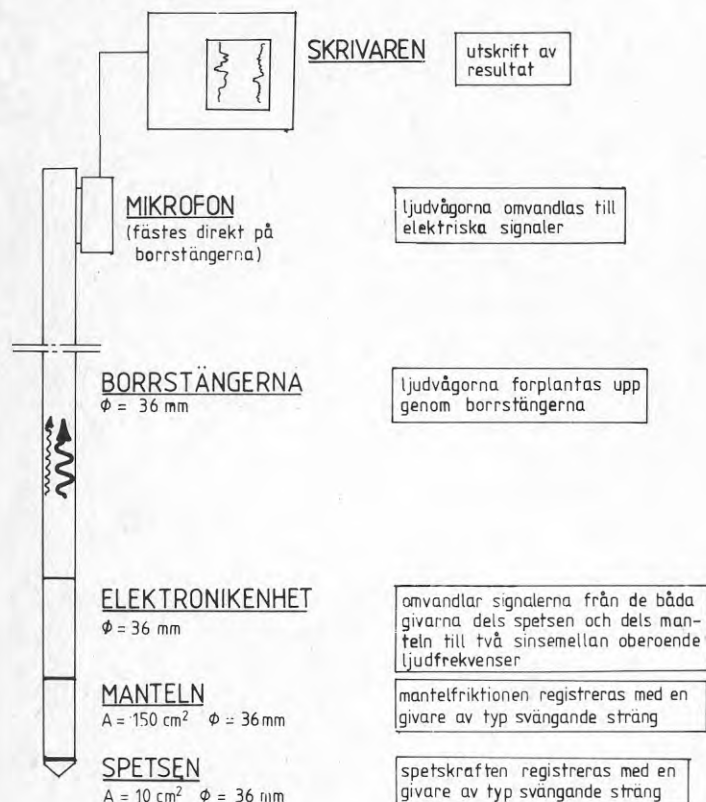 SKRIVAREN
utskrift av
resultat
MIKROFON
(fästes direkt på
borrstängerna)
ljudvågorna omvandlas till
elektriska signaler
BORRSTÄNGERNA
Φ = 36 mm
ljudvågorna forplantas upp
genom borrstängerna
ELEKTRONIKENHET
Φ = 36 mm
omvandlar signalerna från de båda
givarna dels spetsen och dels man-
teln till två sinsemellan oberoende
ljudfrekvenser
MANTELN
A = 150 cm² Φ = 36 mm
mantelfriktionen registreras med en
givare av typ svängande sträng
SPETSEN
A = 10 cm² Φ = 36 mm
spetskraften registreras med en
givare av typ svängande sträng